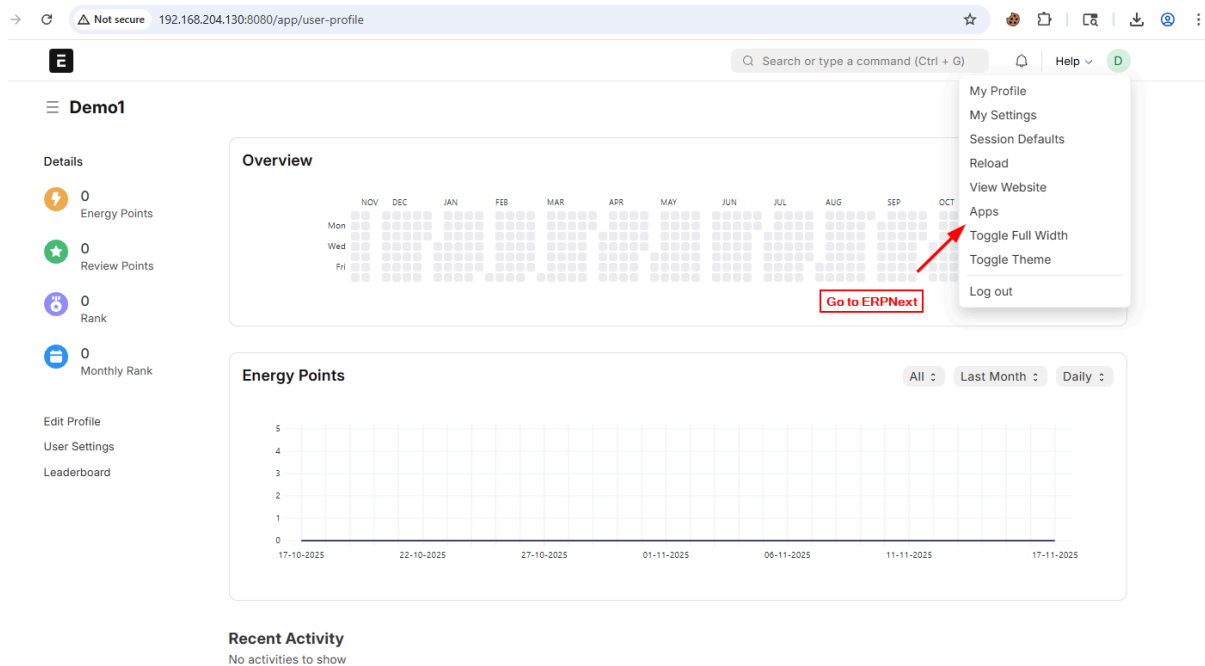 Not secure 192.168.204.130:8080/app/user-profile
E
Search or type a command (Ctrl + G)
Help
D
My Profile
My Settings
Session Defaults
Reload
View Website
Apps
Toggle Full Width
Toggle Theme
Log out
Go to ERPNext
Demo1
Details
0
Energy Points
0
Review Points
0
Rank
0
Monthly Rank
Edit Profile
User Settings
Leaderboard
Overview
NOV DEC JAN FEB MAR APR MAY JUN JUL AUG SEP OCT
Mon
Wed
Fri
Energy Points
All Last Month Daily
5
4
3
2
1
0
17-10-2025 22-10-2025 27-10-2025 01-11-2025 06-11-2025 11-11-2025 17-11-2025
Recent Activity
No activities to show